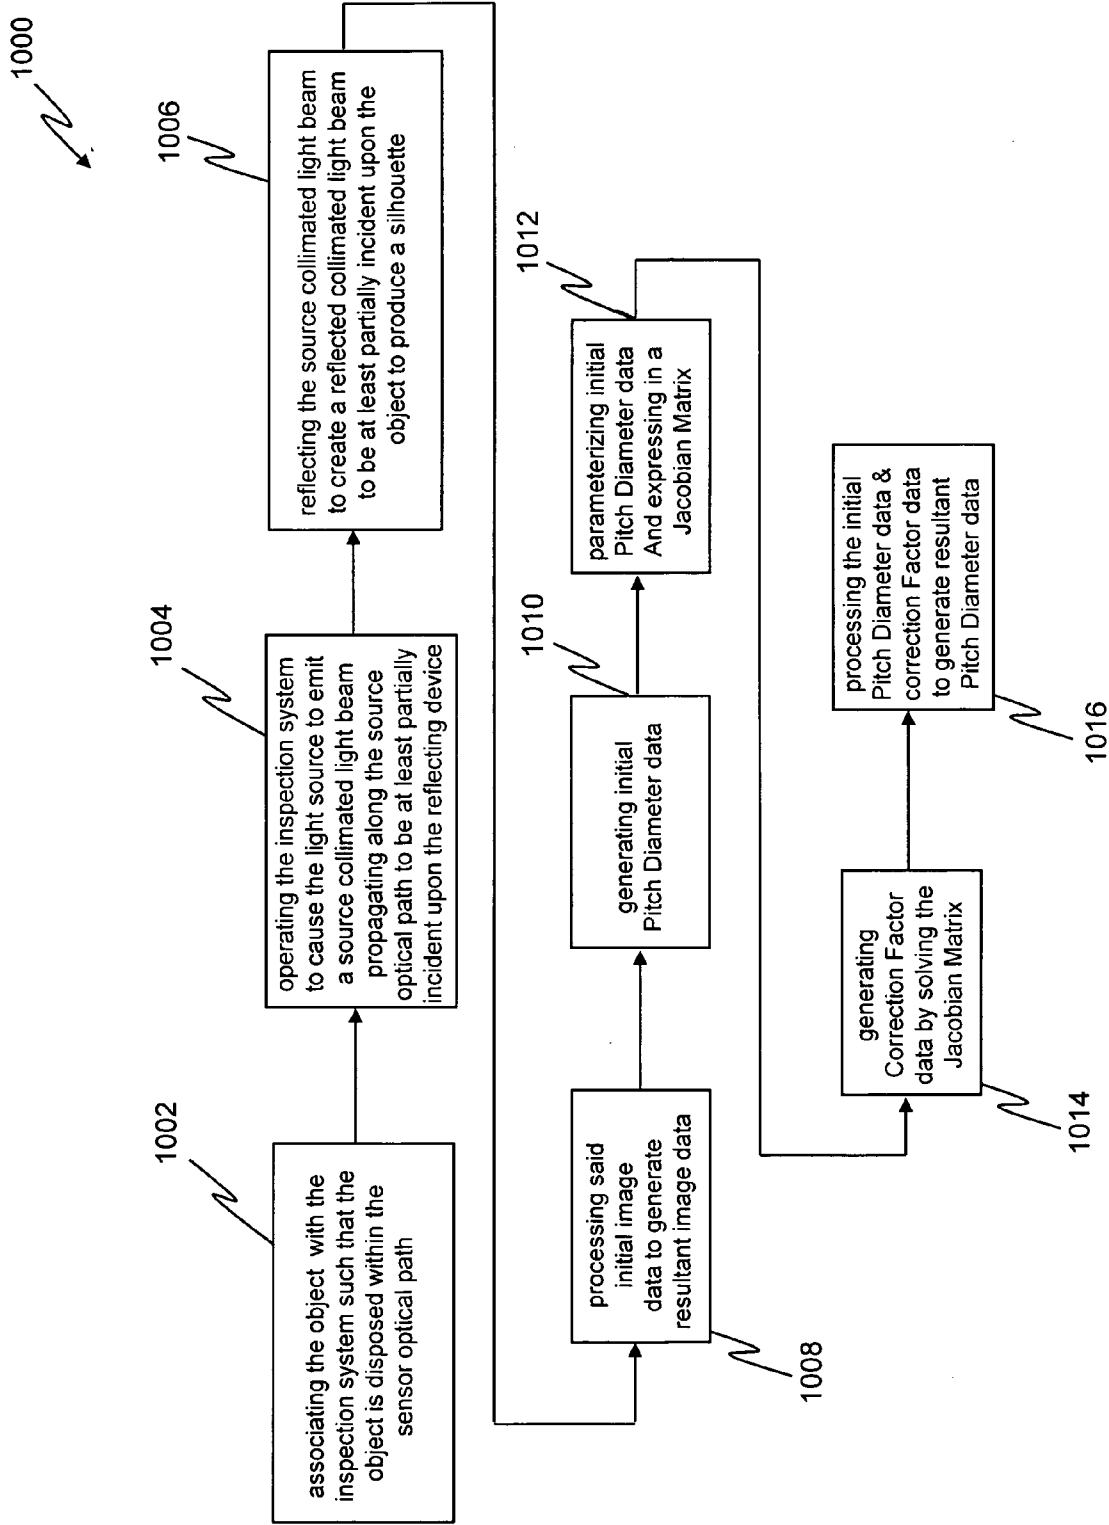 1000
1002
associating the object with the
inspection system such that the
object is disposed within the
sensor optical path
1004
operating the inspection system
to cause the light source to emit
a source collimated light beam
propagating along the source
optical path to be at least partially
incident upon the reflecting device
1006
reflecting the source collimated light beam
to create a reflected collimated light beam
to be at least partially incident upon the
object to produce a silhouette
processing said
initial image
data to generate
resultant image data
1008
1010
generating initial
Pitch Diameter data
1012
parameterizing initial
Pitch Diameter data
And expressing in a
Jacobian Matrix
generating
Correction Factor
data by solving the
Jacobian Matrix
1014
processing the initial
Pitch Diameter data &
correction Factor data
to generate resultant
Pitch Diameter data
1016